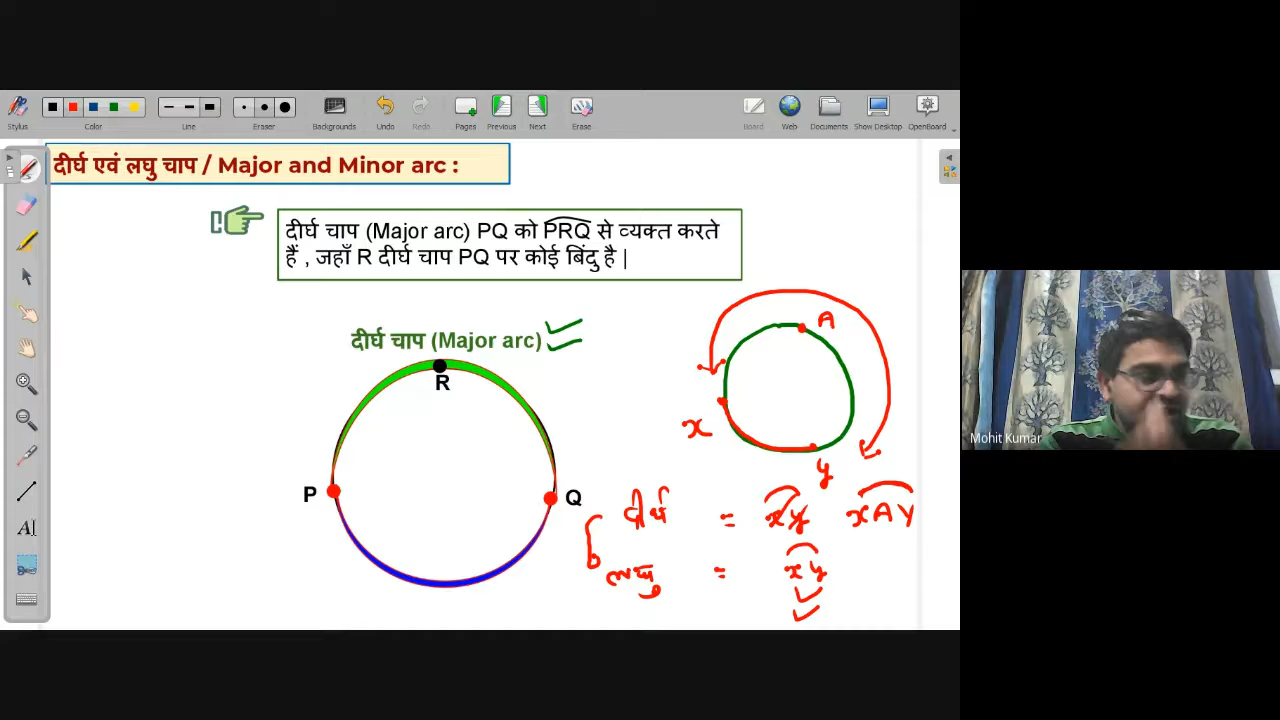 Stylus
Color
Line
Eraser
Backgrounds
Undo
Redo
Pages
Previous
Next
Erase
Board
Web
Documents
Show Desktop
OpenBoard
दीर्घ एवं लघु चाप / Major and Minor arc :
दीर्घ चाप (Major arc) PQ को PRQ से व्यक्त करते
हैं , जहाँ R दीर्घ चाप PQ पर कोई बिंदु है |
दीर्घ चाप (Major arc)
R
P
Q
A
x
y
दीर्घ = xy xAY
लघु = xy
Mohit Kumar